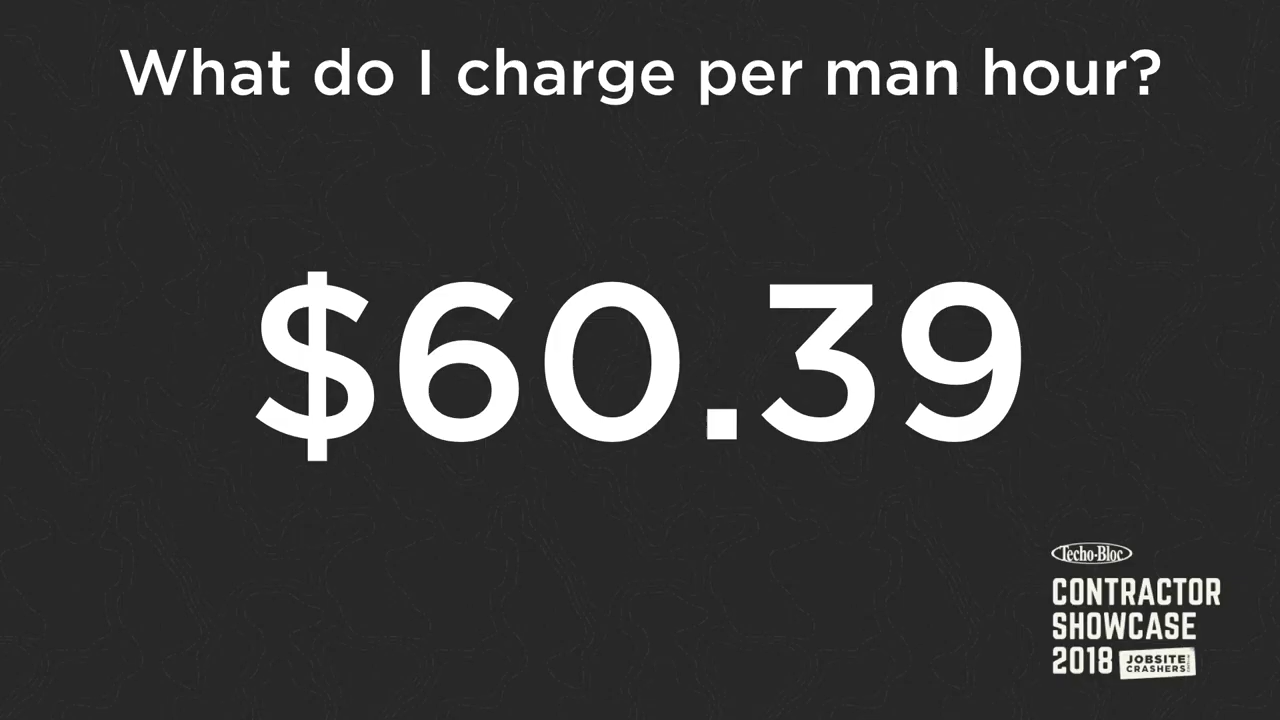 What do I charge per man hour?
$60.39
Techo-Bloc
CONTRACTOR
SHOWCASE
2018 JOBSITE
CRASHERS